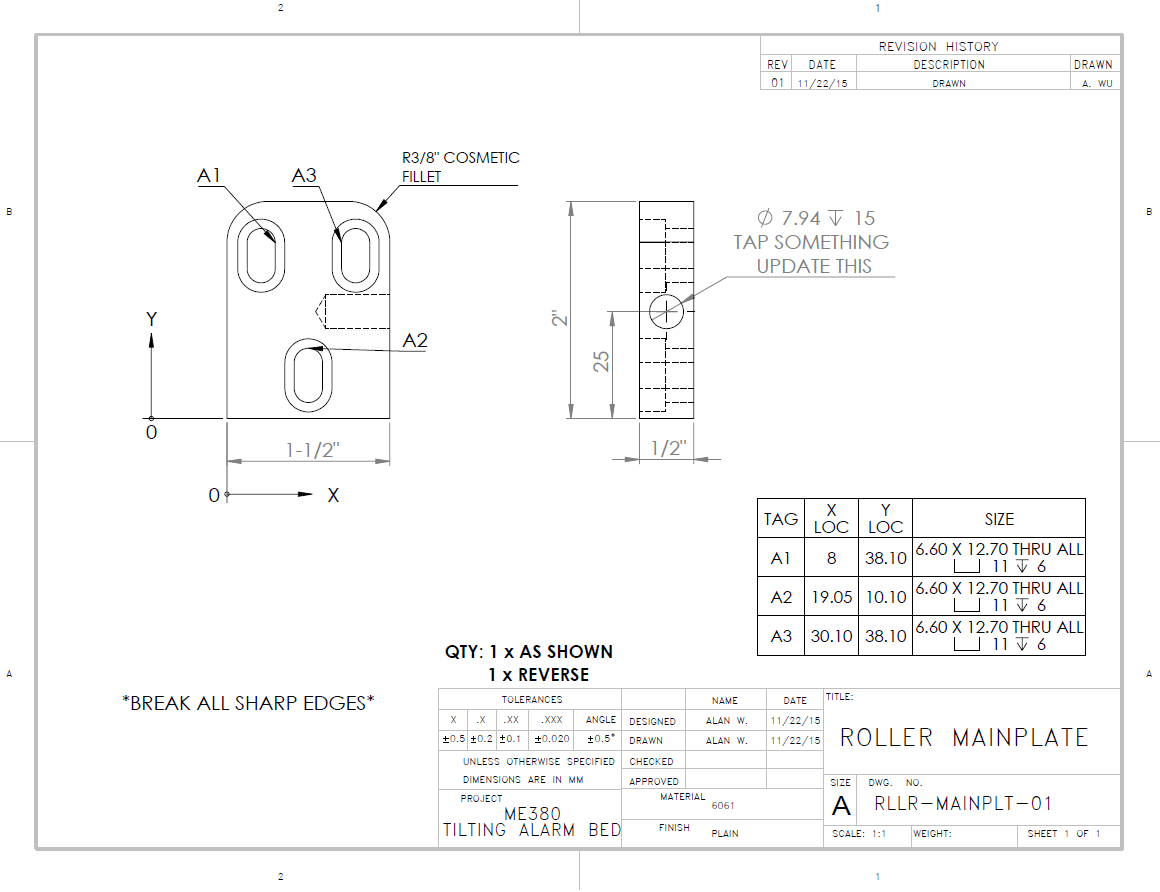 2
1
REVISION HISTORY
REV DATE DESCRIPTION DRAWN
01 11/22/15 DRAWN A. WU
R3/8" COSMETIC
FILLET
A1
A3
B
B
⌀ 7.94 ↧ 15
TAP SOMETHING
UPDATE THIS
Y
2"
A2
25
0
1-1/2"
1/2"
0
X
TAG X LOC Y LOC SIZE
A1 8 38.10 6.60 X 12.70 THRU ALL
⌴ 11 ↧ 6
A2 19.05 10.10 6.60 X 12.70 THRU ALL
⌴ 11 ↧ 6
A3 30.10 38.10 6.60 X 12.70 THRU ALL
⌴ 11 ↧ 6
QTY: 1 x AS SHOWN
1 x REVERSE
A
A
*BREAK ALL SHARP EDGES*
TOLERANCES
X .X .XX .XXX ANGLE
±0.5 ±0.2 ±0.1 ±0.020 ±0.5°
UNLESS OTHERWISE SPECIFIED
DIMENSIONS ARE IN MM
PROJECT
ME380
TILTING ALARM BED
NAME DATE
DESIGNED ALAN W. 11/22/15
DRAWN ALAN W. 11/22/15
CHECKED
APPROVED
MATERIAL
6061
FINISH PLAIN
TITLE:
ROLLER MAINPLATE
SIZE DWG. NO.
A RLLR-MAINPLT-01
SCALE: 1:1 WEIGHT: SHEET 1 OF 1
2
1